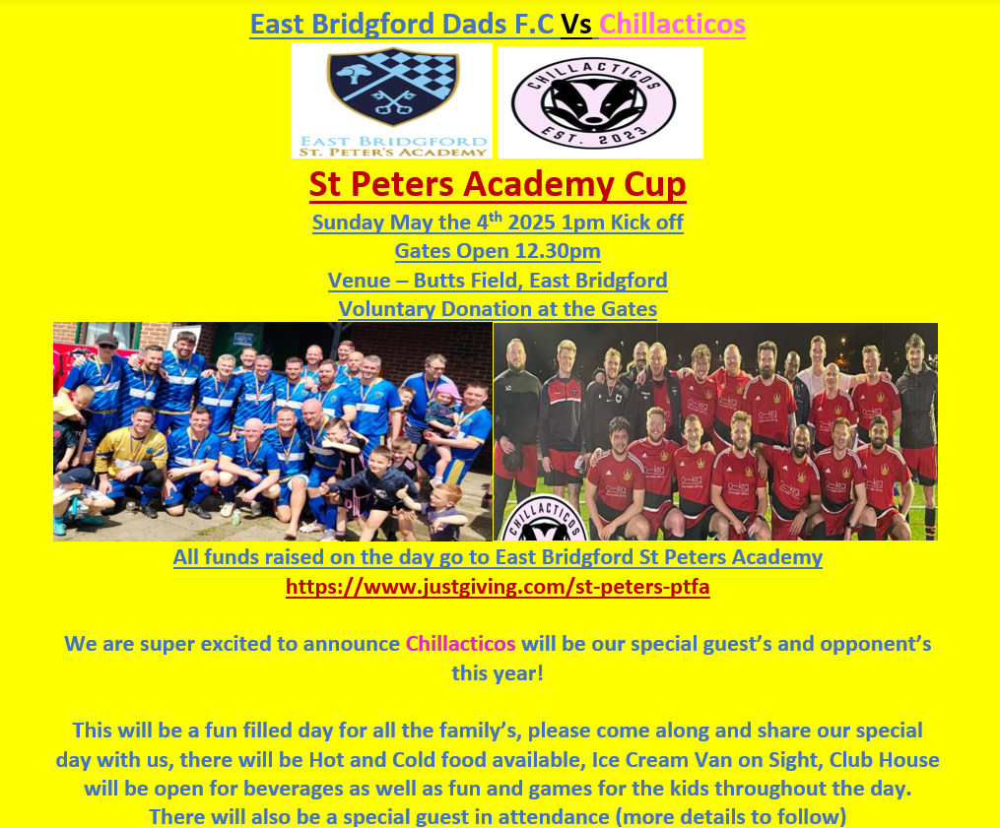 East Bridgford Dads F.C Vs Chillacticos
EAST BRIDGFORD
ST. PETER'S ACADEMY
CHILLACTICOS
EST. 2023
St Peters Academy Cup
Sunday May the 4th 2025 1pm Kick off
Gates Open 12.30pm
Venue – Butts Field, East Bridgford
Voluntary Donation at the Gates
CHILLACTICOS
All funds raised on the day go to East Bridgford St Peters Academy
https://www.justgiving.com/st-peters-ptfa
We are super excited to announce Chillacticos will be our special guest’s and opponent’s
this year!
This will be a fun filled day for all the family’s, please come along and share our special
day with us, there will be Hot and Cold food available, Ice Cream Van on Sight, Club House
will be open for beverages as well as fun and games for the kids throughout the day.
There will also be a special guest in attendance (more details to follow)